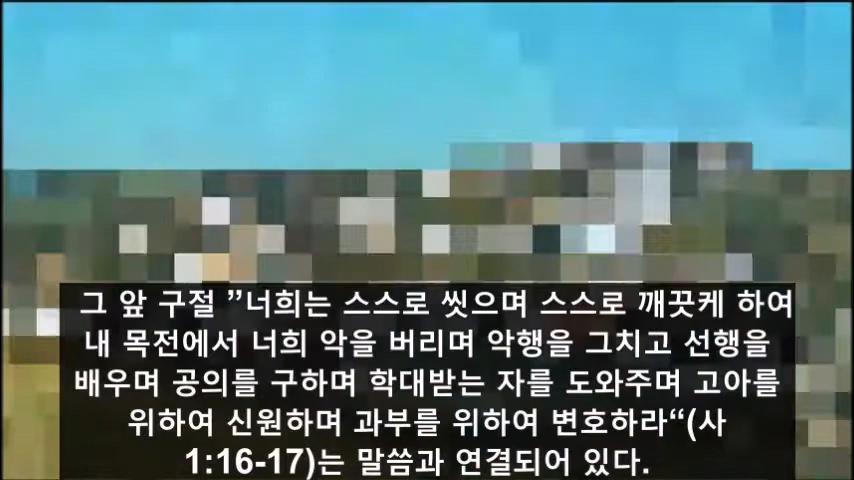 그 앞 구절 ”너희는 스스로 씻으며 스스로 깨끗케 하여
내 목전에서 너희 악을 버리며 악행을 그치고 선행을
배우며 공의를 구하며 학대받는 자를 도와주며 고아를
위하여 신원하며 과부를 위하여 변호하라“(사
1:16-17)는 말씀과 연결되어 있다.